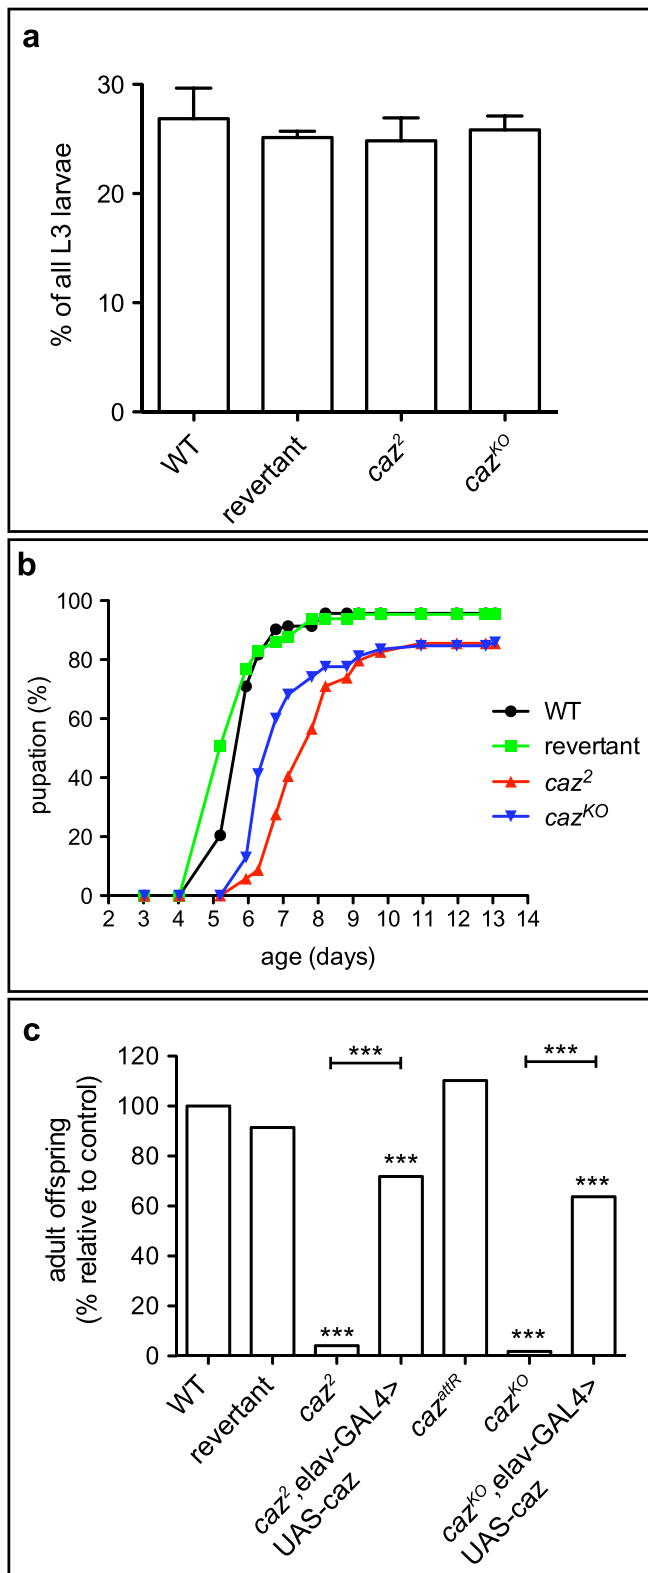 a
30
20
10
0
% of all L3 larvae
WT
revertant
caz²
cazᴷᴼ
b
100
80
60
40
20
0
pupation (%)
2 3 4 5 6 7 8 9 10 11 12 13 14
age (days)
WT
revertant
caz²
cazᴷᴼ
c
120
100
80
60
40
20
0
adult offspring
(% relative to control)
*** ***
*** ***
*** ***
WT
revertant
caz²
caz²,elav-GAL4>
UAS-caz
cazᵃᵗᵗᴿ
cazᴷᴼ
cazᴷᴼ,elav-GAL4>
UAS-caz